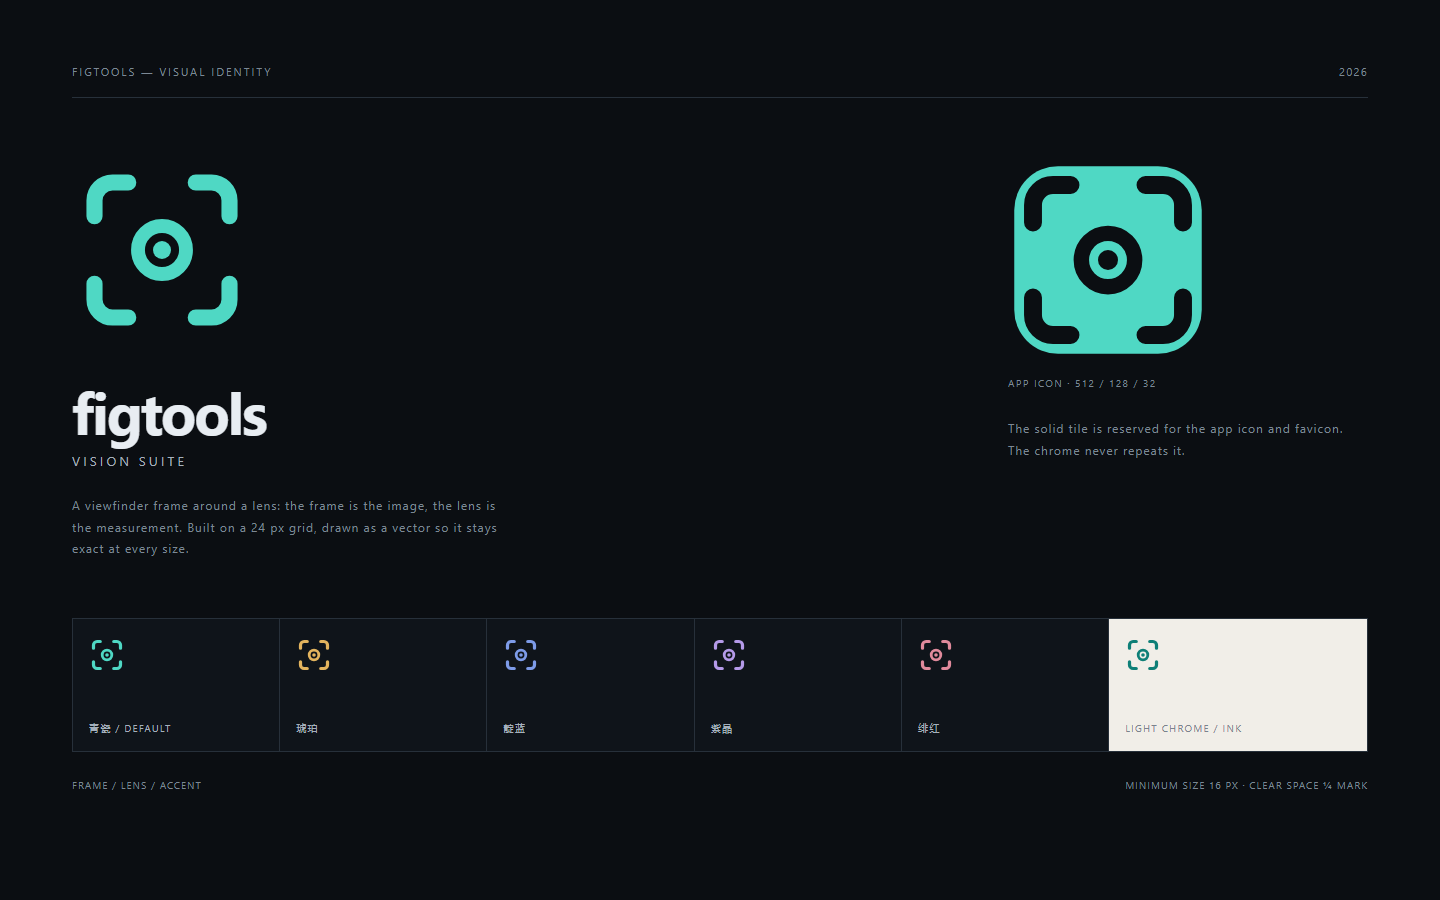 FIGTOOLS — VISUAL IDENTITY
2026
figtools
VISION SUITE
A viewfinder frame around a lens: the frame is the image, the lens is
the measurement. Built on a 24 px grid, drawn as a vector so it stays
exact at every size.
APP ICON · 512 / 128 / 32
The solid tile is reserved for the app icon and favicon.
The chrome never repeats it.
青瓷 / DEFAULT
琥珀
靛蓝
紫晶
绯红
LIGHT CHROME / INK
FRAME / LENS / ACCENT
MINIMUM SIZE 16 PX · CLEAR SPACE ¼ MARK